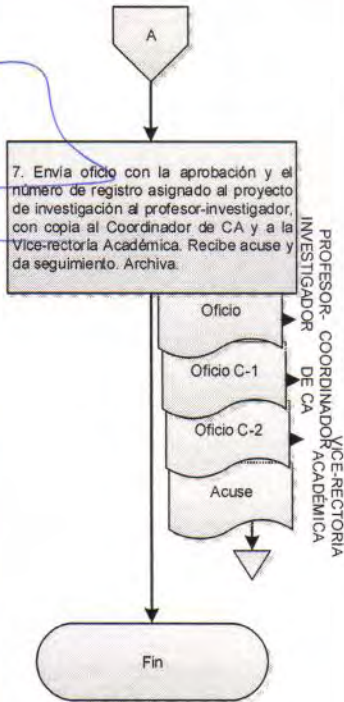 A
7. Envía oficio con la aprobación y el
número de registro asignado al proyecto
de investigación al profesor-investigador,
con copia al Coordinador de CA y a la
Vice-rectoría Académica. Recibe acuse y
da seguimiento. Archiva.
Oficio
PROFESOR-
INVESTIGADOR
Oficio C-1
COORDINADOR
DE CA
Oficio C-2
VICE-RECTORIA
ACADÉMICA
Acuse
Fin